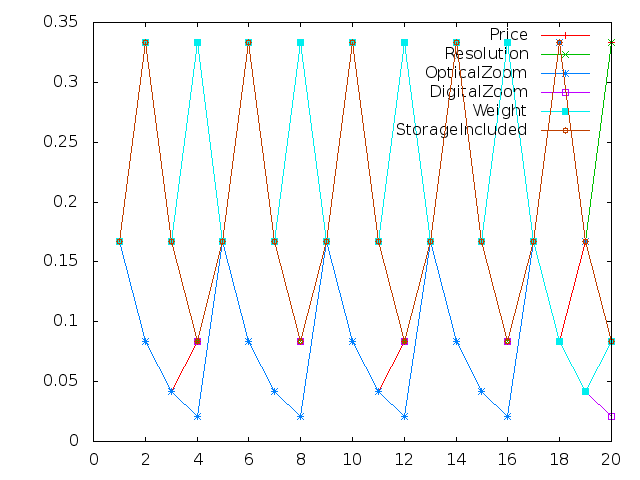 0.35
Price
Resolution
0.3
OpticalZoom
DigitalZoom
Weight
0.25
StorageIncluded
0.2
0.15
0.1
0.05
0
0 2 4 6 8 10 12 14 16 18 20